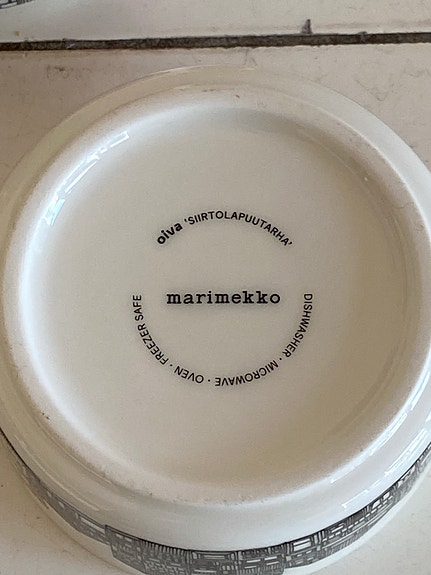 oiva 'SIIRTOLAPUUTARHA'
marimekko
DISHWASHER · MICROWAVE · OVEN · FREEZER SAFE